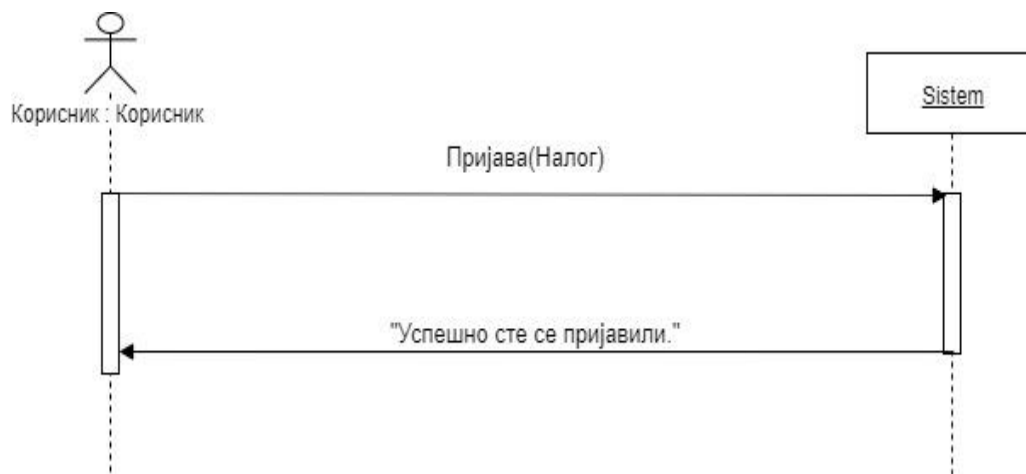 Корисник : Корисник
Sistem
Пријава(Налог)
"Успешно сте се пријавили."